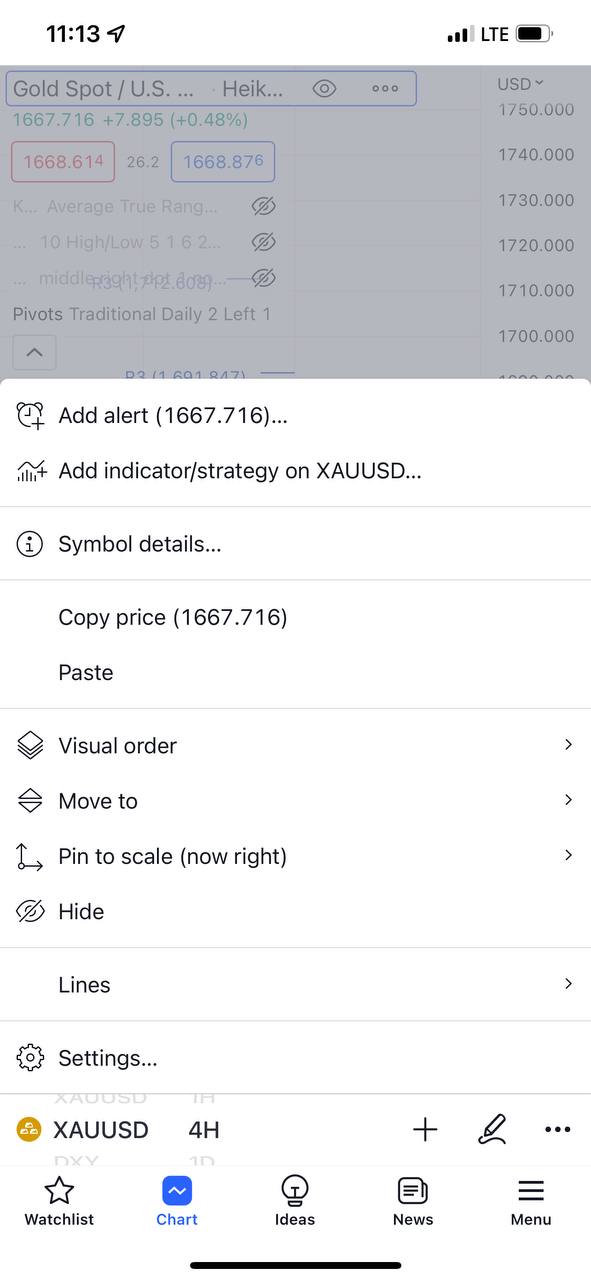 11:13 LTE
Gold Spot / U.S. ... · Heik...
USD
1667.716 +7.895 (+0.48%)
1750.000
1668.614 26.2 1668.876
1740.000
K... Average True Rang...
1730.000
... 10 High/Low 5 1 6 2...
1720.000
... middle right dot 1 no...
R3 (1,712.608)
1710.000
Pivots Traditional Daily 2 Left 1
1700.000
R3 (1,691.847)
Add alert (1667.716)...
Add indicator/strategy on XAUUSD...
Symbol details...
Copy price (1667.716)
Paste
Visual order
Move to
Pin to scale (now right)
Hide
Lines
Settings...
XAUUSD 1H
XAUUSD 4H
DXY 1D
Watchlist Chart Ideas News Menu